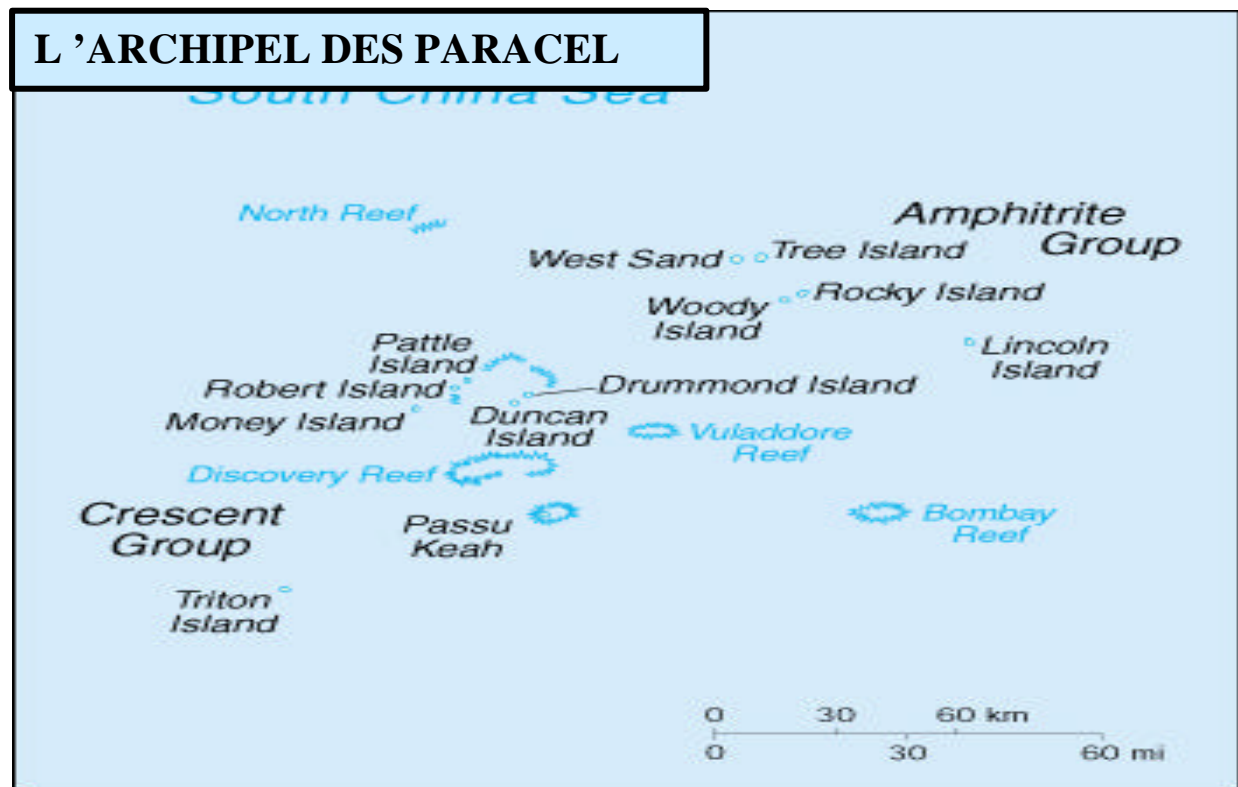 L ’ARCHIPEL DES PARACEL
South China Sea
North Reef
Amphitrite
Group
West Sand
Tree Island
Woody
Island
Rocky Island
Lincoln
Island
Pattle
Island
Robert Island
Drummond Island
Money Island
Duncan
Island
Vuladdore
Reef
Discovery Reef
Crescent
Group
Passu
Keah
Bombay
Reef
Triton
Island
0 30 60 km
0 30 60 mi